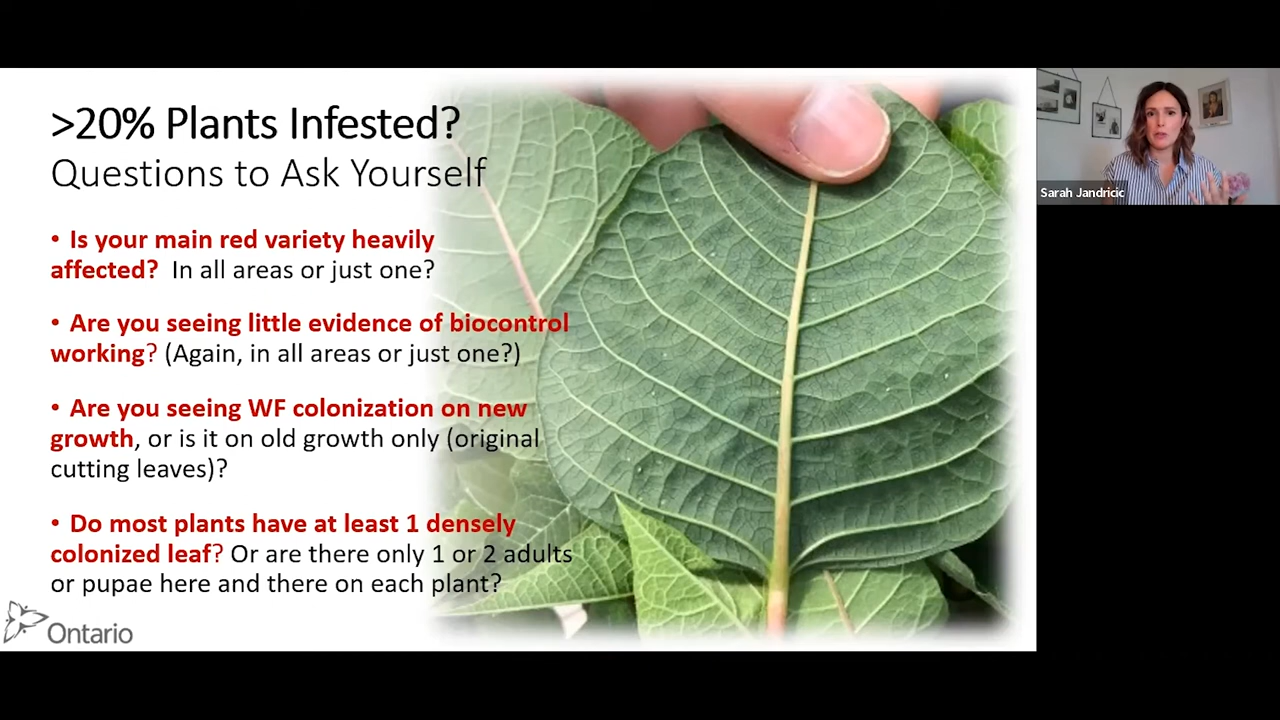 >20% Plants Infested?
Questions to Ask Yourself
• Is your main red variety heavily
affected? In all areas or just one?
• Are you seeing little evidence of biocontrol
working? (Again, in all areas or just one?)
• Are you seeing WF colonization on new
growth, or is it on old growth only (original
cutting leaves)?
• Do most plants have at least 1 densely
colonized leaf? Or are there only 1 or 2 adults
or pupae here and there on each plant?
Ontario
Sarah Jandricic